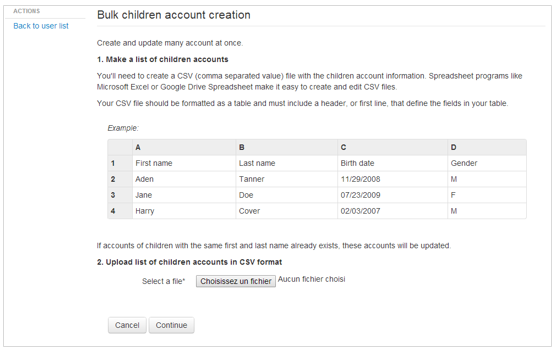 ACTIONS
Back to user list
Bulk children account creation
Create and update many account at once.
1. Make a list of children accounts
You'll need to create a CSV (comma separated value) file with the children account information. Spreadsheet programs like
Microsoft Excel or Google Drive Spreadsheet make it easy to create and edit CSV files.
Your CSV file should be formatted as a table and must include a header, or first line, that define the fields in your table.
Example:
A B C D
1 First name Last name Birth date Gender
2 Aden Tanner 11/29/2008 M
3 Jane Doe 07/23/2009 F
4 Harry Cover 02/03/2007 M
If accounts of children with the same first and last name already exists, these accounts will be updated.
2. Upload list of children accounts in CSV format
Select a file* Choisissez un fichier Aucun fichier choisi
Cancel Continue